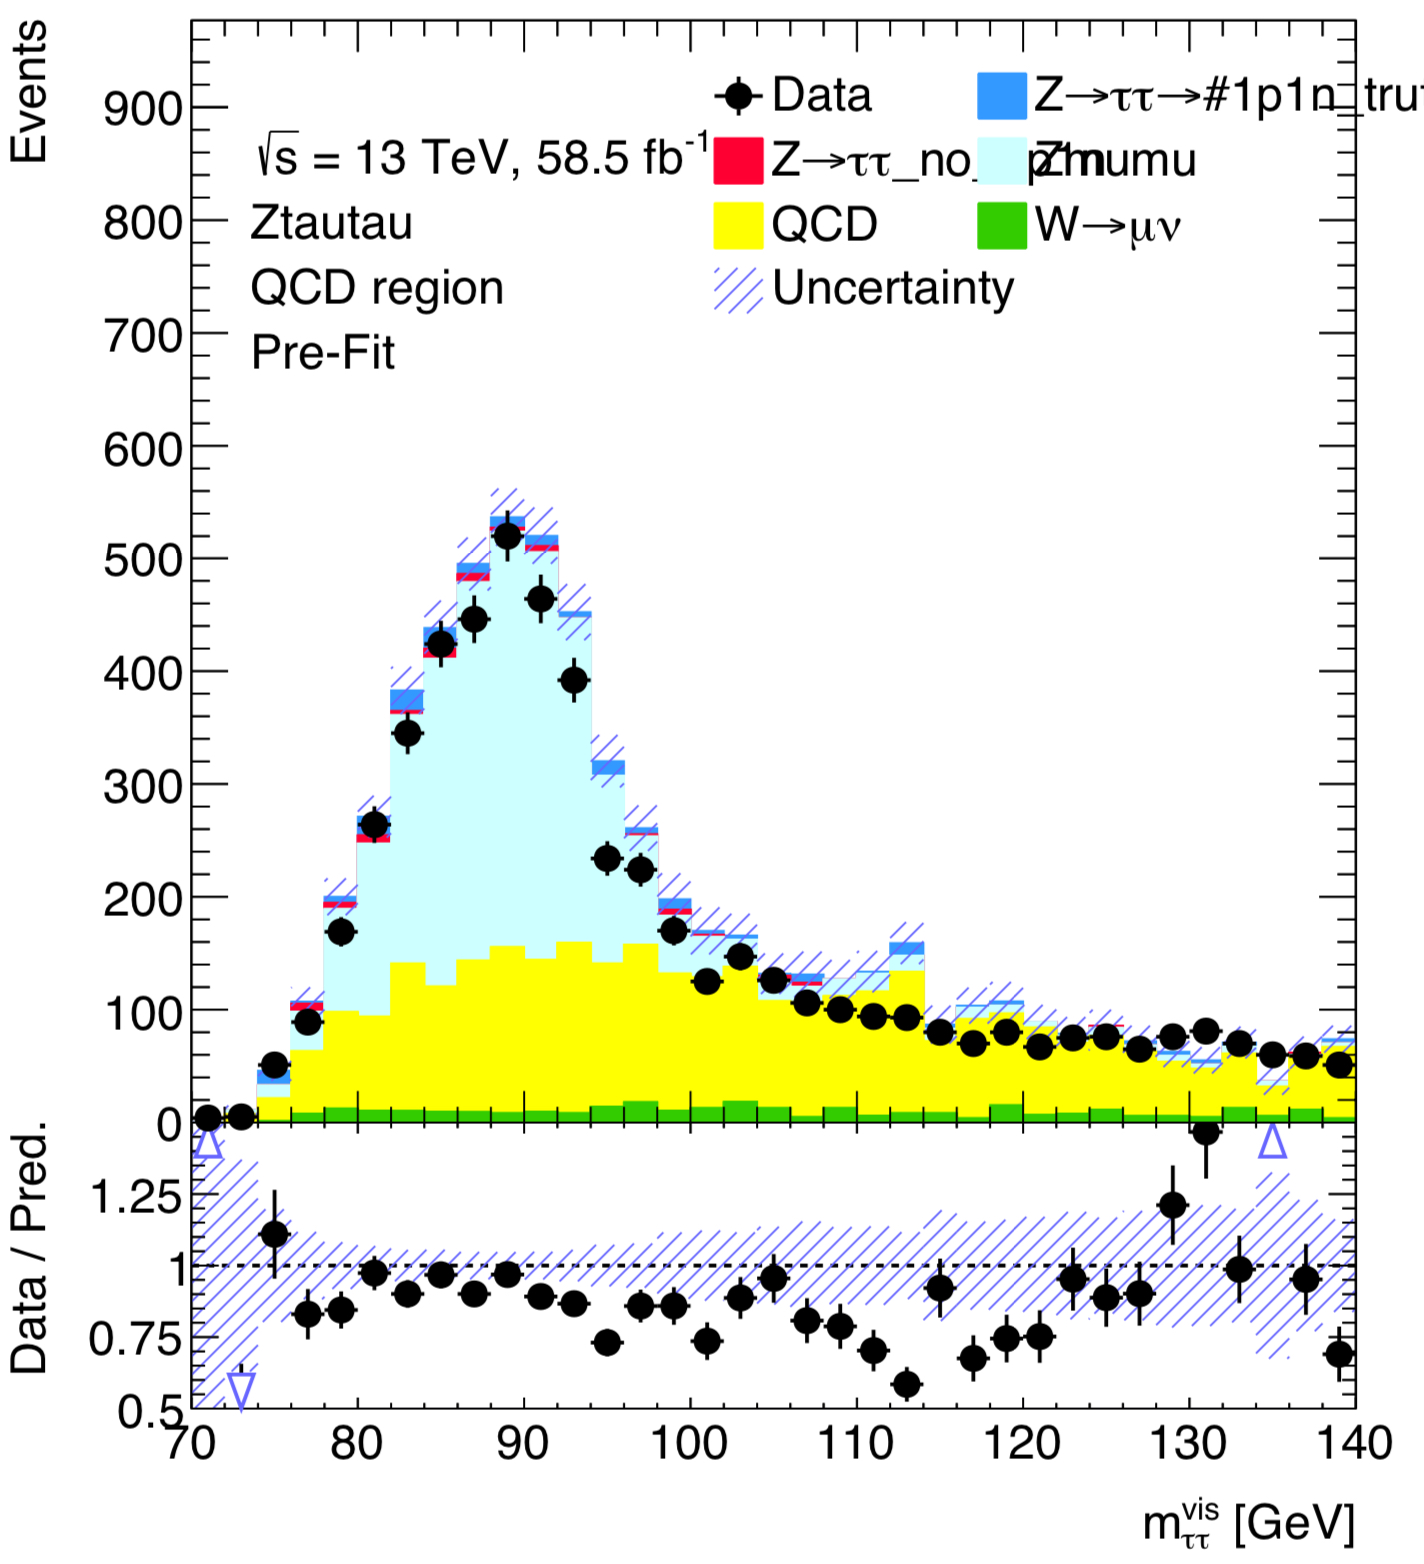 Events
900
800
700
600
500
400
300
200
100
0
√s = 13 TeV, 58.5 fb⁻¹
Ztautau
QCD region
Pre-Fit
Data
Z→ττ→#1p1n_tru
Z→ττ_no_
Zmumu
QCD
W→μν
Uncertainty
Data / Pred.
1.25
1
0.75
0.5
70 80 90 100 110 120 130 140
m_ττ^vis [GeV]